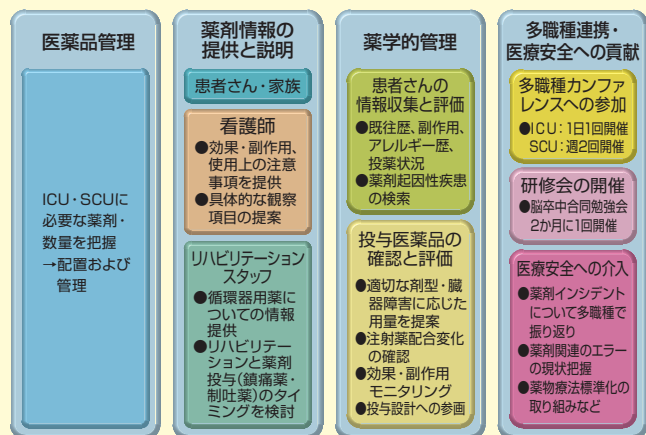 医薬品管理
ICU・SCUに
必要な薬剤・
数量を把握
→配置および
管理
薬剤情報の
提供と説明
患者さん・家族
看護師
●効果・副作用、
使用上の注意
事項を提供
●具体的な観察
項目の提案
リハビリテーション
スタッフ
●循環器用薬に
ついての情報
提供
●リハビリテー
ションと薬剤
投与(鎮痛薬・
制吐薬)のタイ
ミングを検討
薬学的管理
患者さんの
情報収集と評価
●既往歴、副作用、
アレルギー歴、
投薬状況
●薬剤起因性疾患
の検索
投与医薬品の
確認と評価
●適切な剤型・臓
器障害に応じた
用量を提案
●注射薬配合変化
の確認
●効果・副作用
モニタリング
●投与設計への参画
多職種連携・
医療安全への貢献
多職種カンファ
レンスへの参加
●ICU：1日1回開催
SCU：週2回開催
研修会の開催
●脳卒中合同勉強会
2か月に1回開催
医療安全への介入
●薬剤インシデント
について多職種で
振り返り
●薬剤関連のエラー
の現状把握
●薬物療法標準化の
取り組みなど